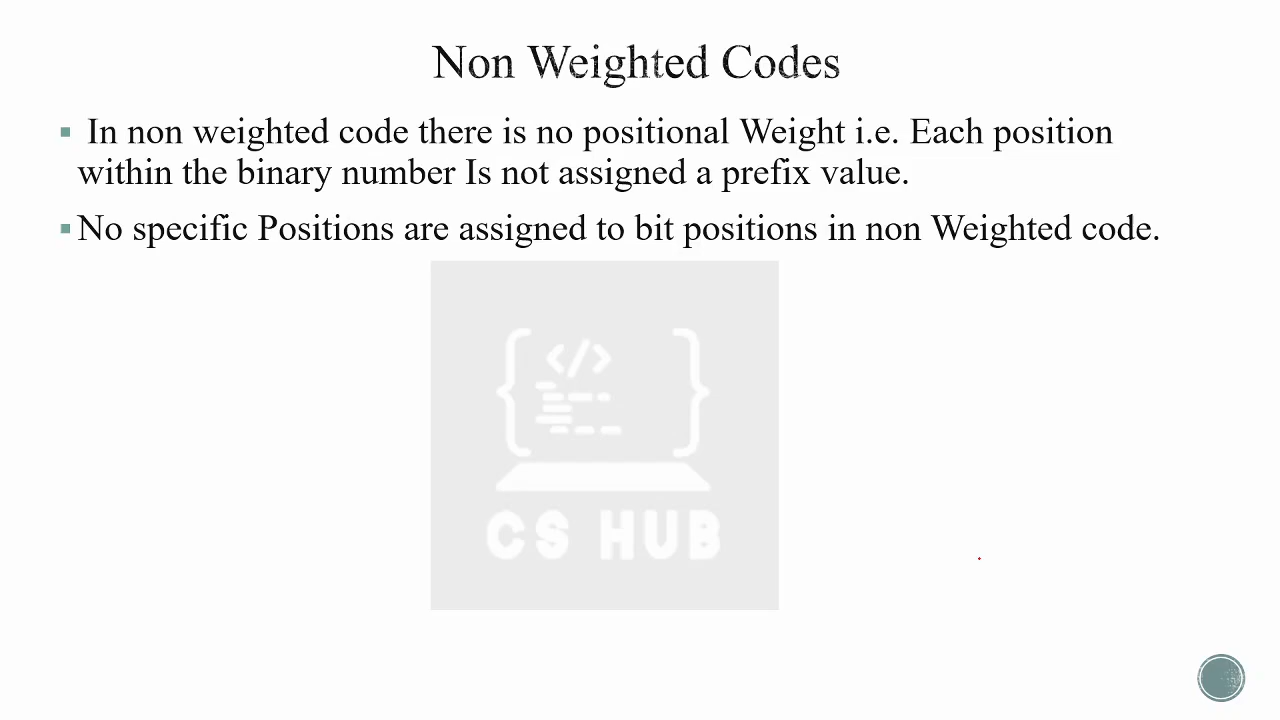 Non Weighted Codes
In non weighted code there is no positional Weight i.e. Each position
within the binary number Is not assigned a prefix value.
No specific Positions are assigned to bit positions in non Weighted code.
</>
CS HUB